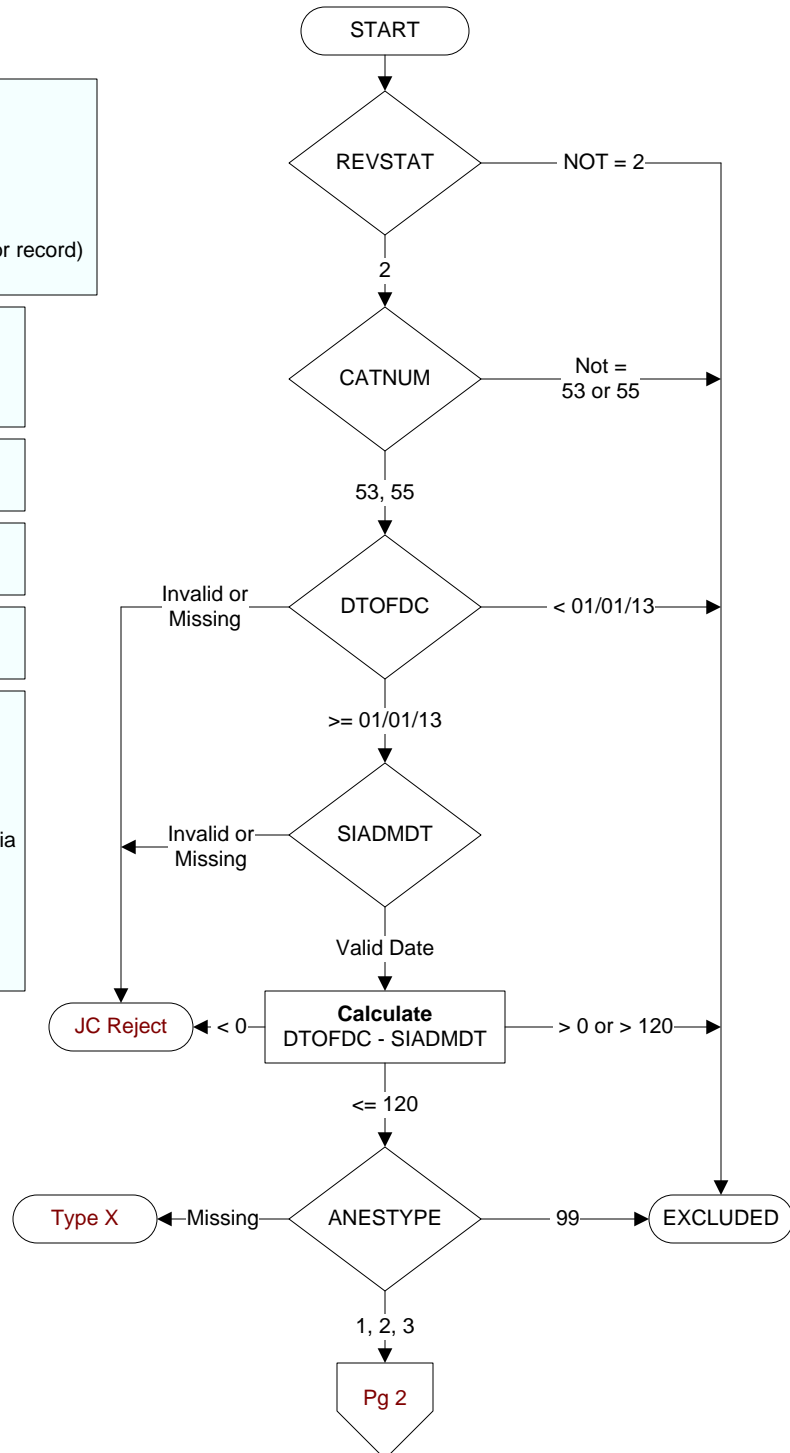 START
REVSTAT
NOT = 2
or record)
2
CATNUM
Not =
53 or 55
53, 55
Invalid or
Missing
DTOFDC
< 01/01/13
>= 01/01/13
Invalid or
Missing
SIADMDT
ia
Valid Date
JC Reject
< 0
Calculate
DTOFDC - SIADMDT
> 0 or > 120
<= 120
Type X
Missing
ANESTYPE
99
EXCLUDED
1, 2, 3
Pg 2